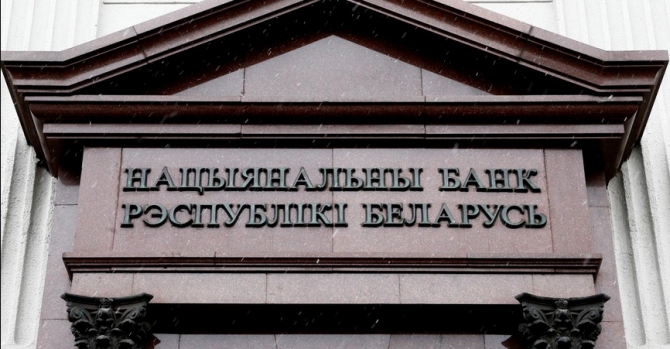 НАЦЫЯНАЛЬНЫ БАНК
РЭСПУБЛІКІ БЕЛАРУСЬ